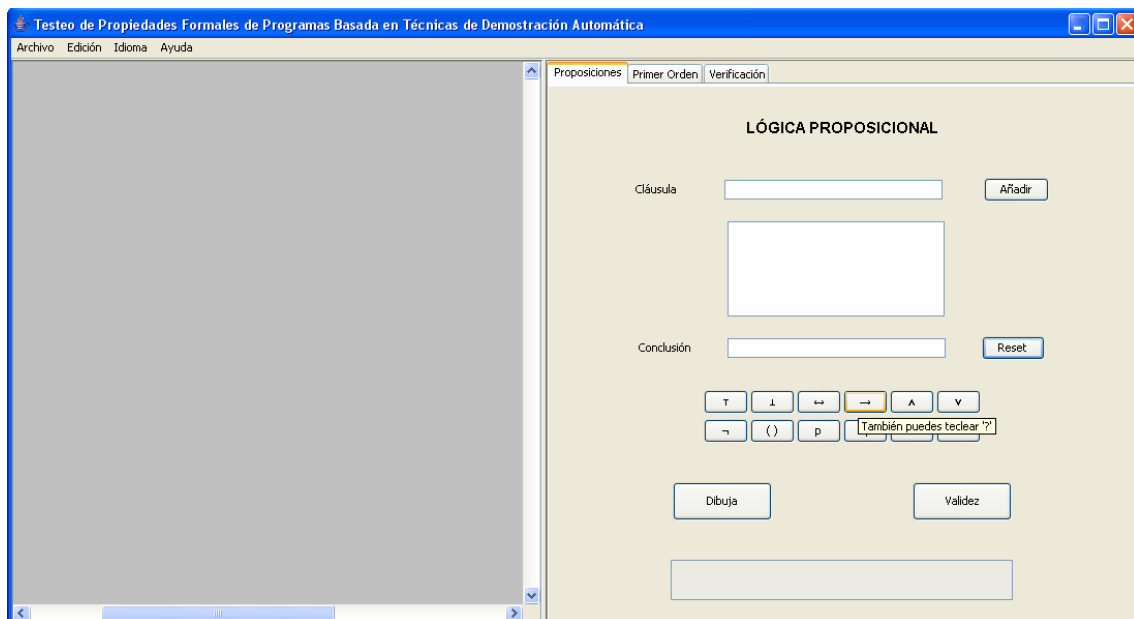 Testeo de Propiedades Formales de Programas Basada en Técnicas de Demostración Automática
Archivo Edición Idioma Ayuda
Proposiciones Primer Orden Verificación
LÓGICA PROPOSICIONAL
Cláusula Añadir
Conclusión Reset
⊤ ⊥ ↔ → ∧ ∨
También puedes teclear '?'
¬ ( ) p
Dibuja Validez